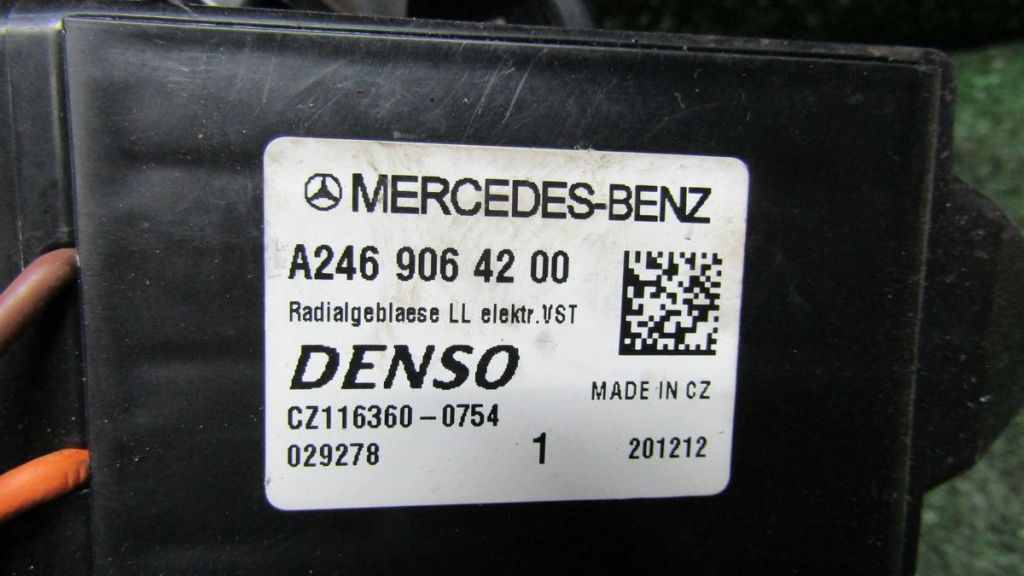 MERCEDES-BENZ
A246 906 42 00
Radialgeblaese LL elektr.VST
DENSO
MADE IN CZ
CZ116360-0754
029278 1 201212